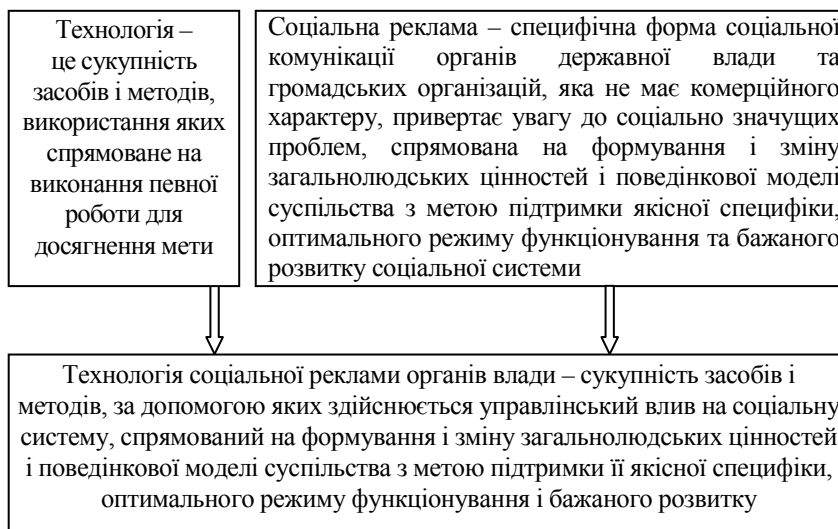 Технологія –
це сукупність
засобів і методів,
використання яких
спрямоване на
виконання певної
роботи для
досягнення мети
Соціальна реклама – специфічна форма соціальної
комунікації органів державної влади та
громадських організацій, яка не має комерційного
характеру, привертає увагу до соціально значущих
проблем, спрямована на формування і зміну
загальнолюдських цінностей і поведінкової моделі
суспільства з метою підтримки якісної специфіки,
оптимального режиму функціонування та бажаного
розвитку соціальної системи
Технологія соціальної реклами органів влади – сукупність засобів і
методів, за допомогою яких здійснюється управлінський влив на соціальну
систему, спрямований на формування і зміну загальнолюдських цінностей
і поведінкової моделі суспільства з метою підтримки її якісної специфіки,
оптимального режиму функціонування і бажаного розвитку